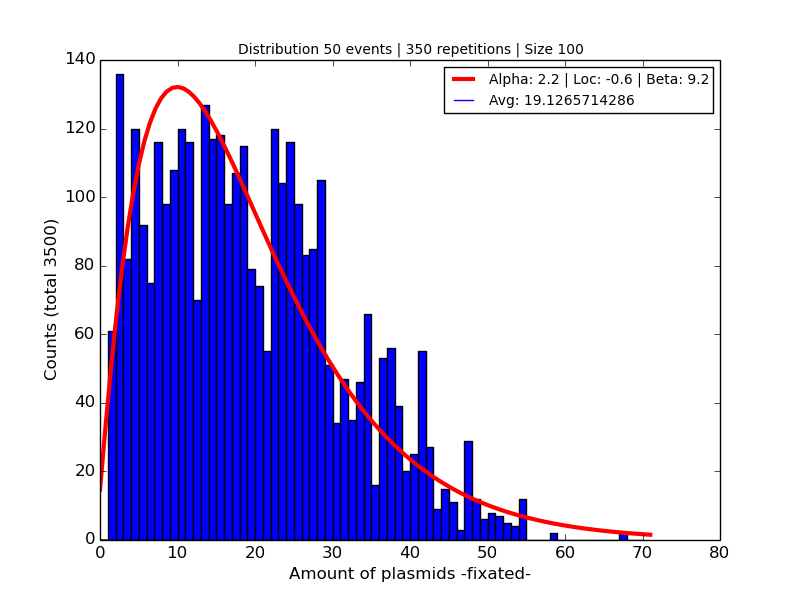 Distribution 50 events | 350 repetitions | Size 100
Alpha: 2.2 | Loc: -0.6 | Beta: 9.2
Avg: 19.1265714286
Counts (total 3500)
140
120
100
80
60
40
20
0
0 10 20 30 40 50 60 70 80
Amount of plasmids -fixated-